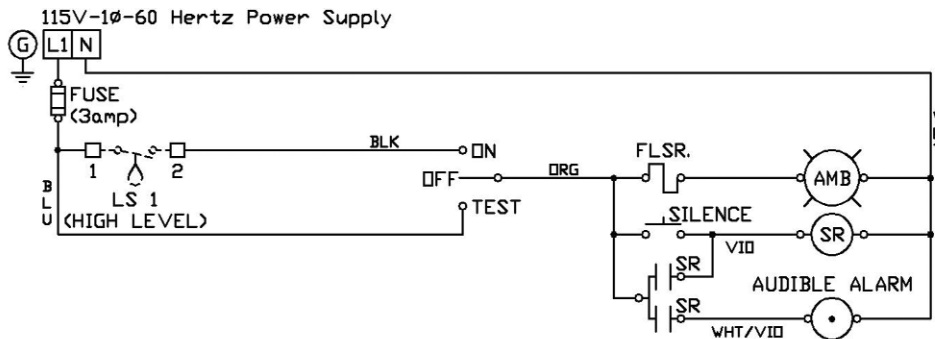 115V-1Ø-60 Hertz Power Supply
G
L1 N
FUSE
(3amp)
BLK
ON
1
2
LS 1
(HIGH LEVEL)
BLU
OFF
ORG
TEST
FLSR.
AMB
SILENCE
VIO
SR
SR
AUDIBLE ALARM
SR
WHT/VIO